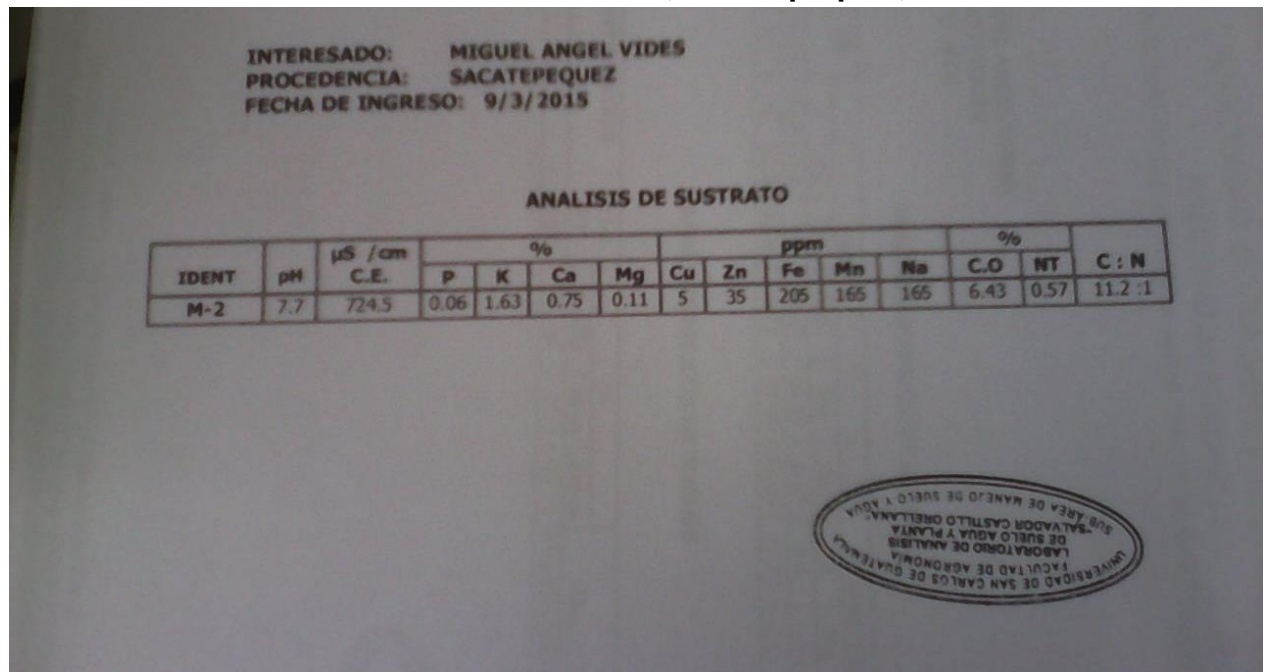 INTERESADO: MIGUEL ANGEL VIDES
PROCEDENCIA: SACATEPEQUEZ
FECHA DE INGRESO: 9/3/2015
ANALISIS DE SUSTRATO
IDENT pH µS /cm C.E. % ppm % C : N
P K Ca Mg Cu Zn Fe Mn Na C.O NT
M-2 7.7 724.5 0.06 1.63 0.75 0.11 5 35 205 165 165 6.43 0.57 11.2 :1
UNIVERSIDAD DE SAN CARLOS DE GUATEMALA
FACULTAD DE AGRONOMIA
LABORATORIO DE ANALISIS
DE SUELO Y AGUA Y PLANTA
"SALVADOR CASTILLO ORELLANA"
SUB AREA DE MANEJO DE SUELO Y AGUA